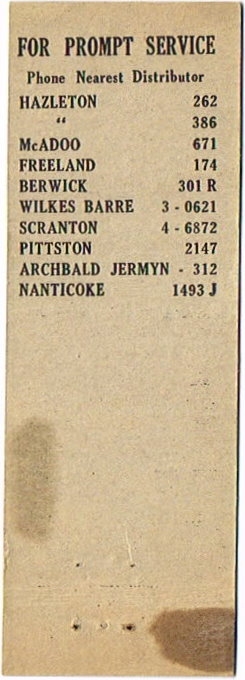 FOR PROMPT SERVICE
Phone Nearest Distributor
HAZLETON 262
“ 386
McADOO 671
FREELAND 174
BERWICK 301 R
WILKES BARRE 3 - 0621
SCRANTON 4 - 6872
PITTSTON 2147
ARCHBALD JERMYN - 312
NANTICOKE 1493 J